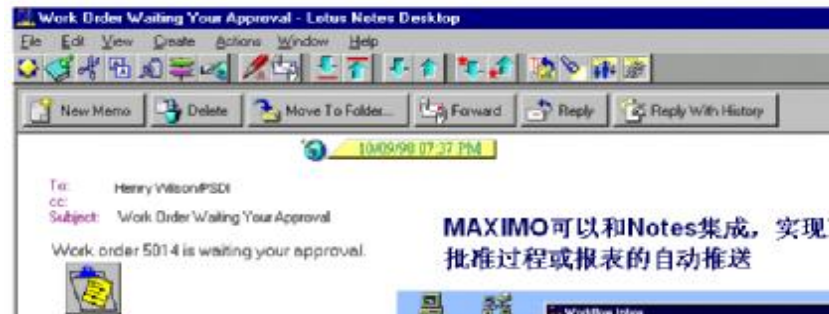 Work Order Waiting Your Approval - Lotus Notes Desktop
File Edit View Create Actions Window Help
New Memo Delete Move To Folder... Forward Reply Reply With History
10/09/98 07:37 PM
To: Henry Wilson/PSDI
cc:
Subject: Work Order Waiting Your Approval
Work order 5014 is waiting your approval.
MAXIMO可以和Notes集成，实现
批准过程或报表的自动推送
Workflow Inbox